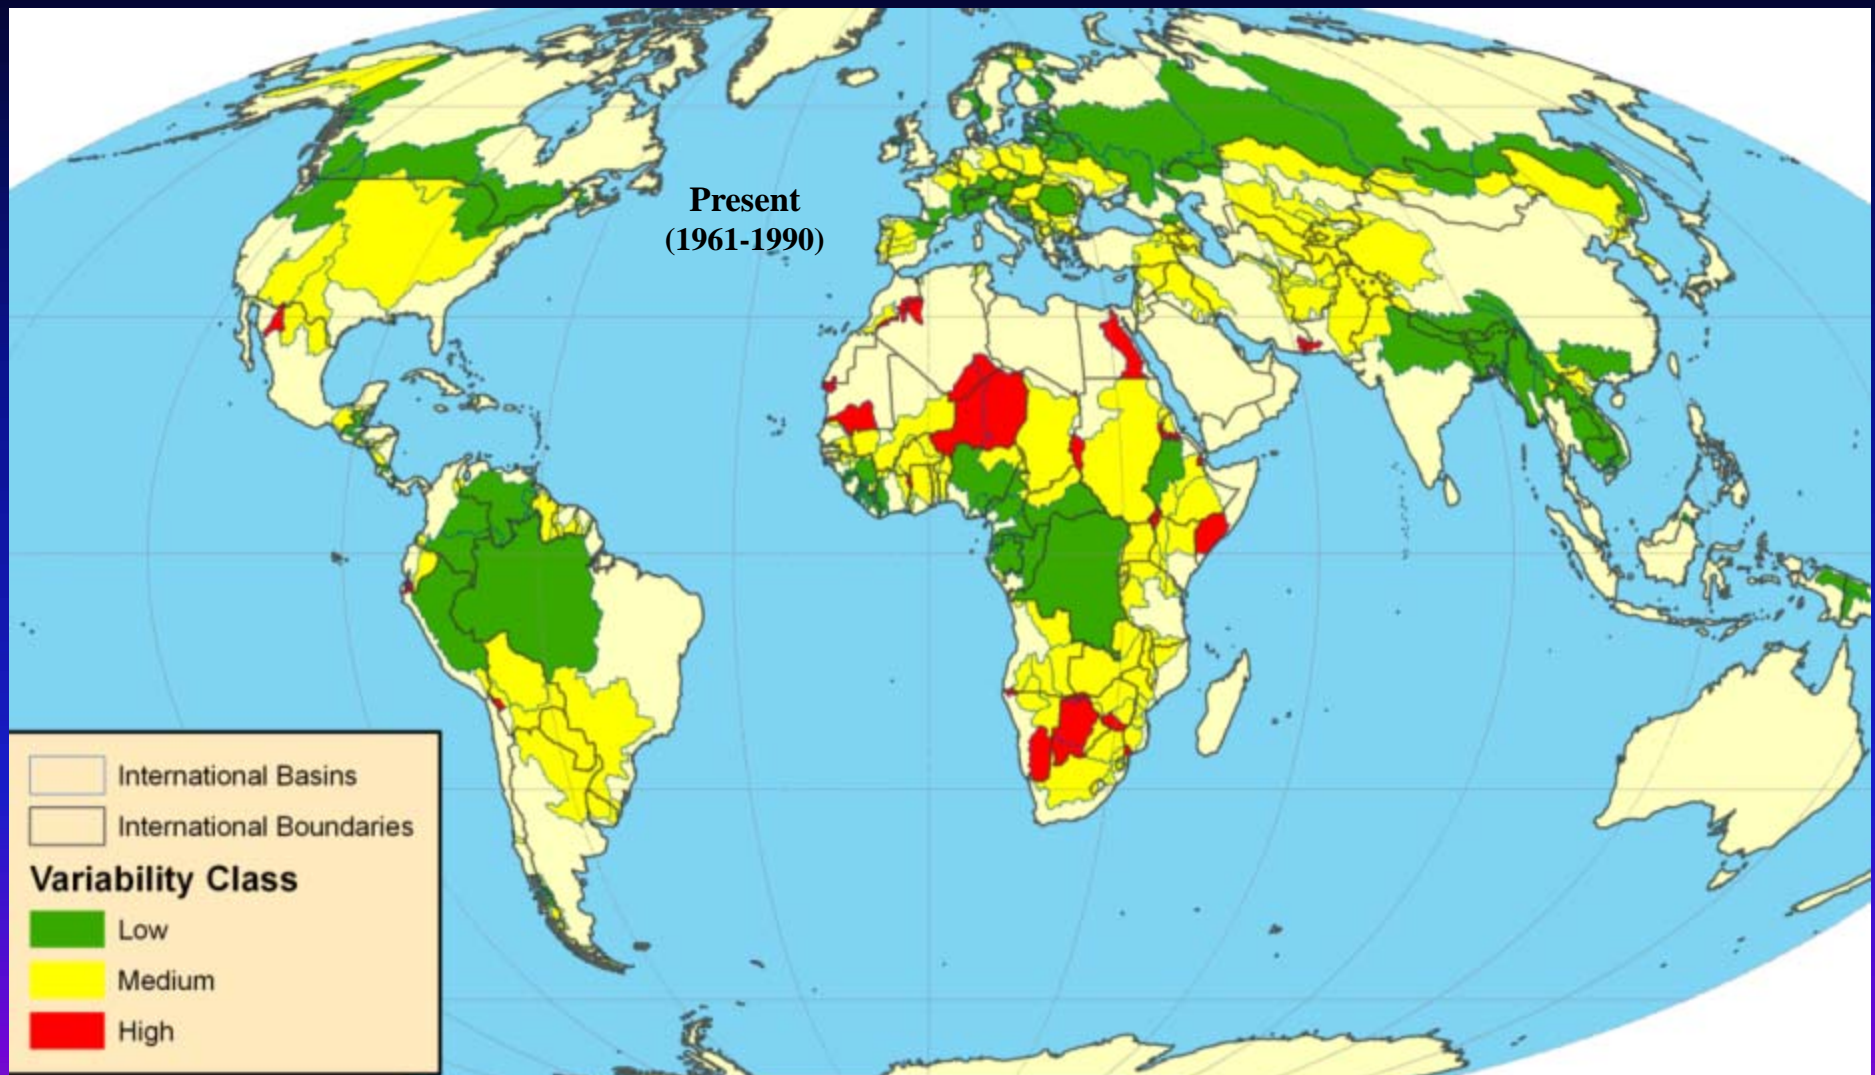 Present
(1961-1990)
International Basins
International Boundaries
Variability Class
Low
Medium
High